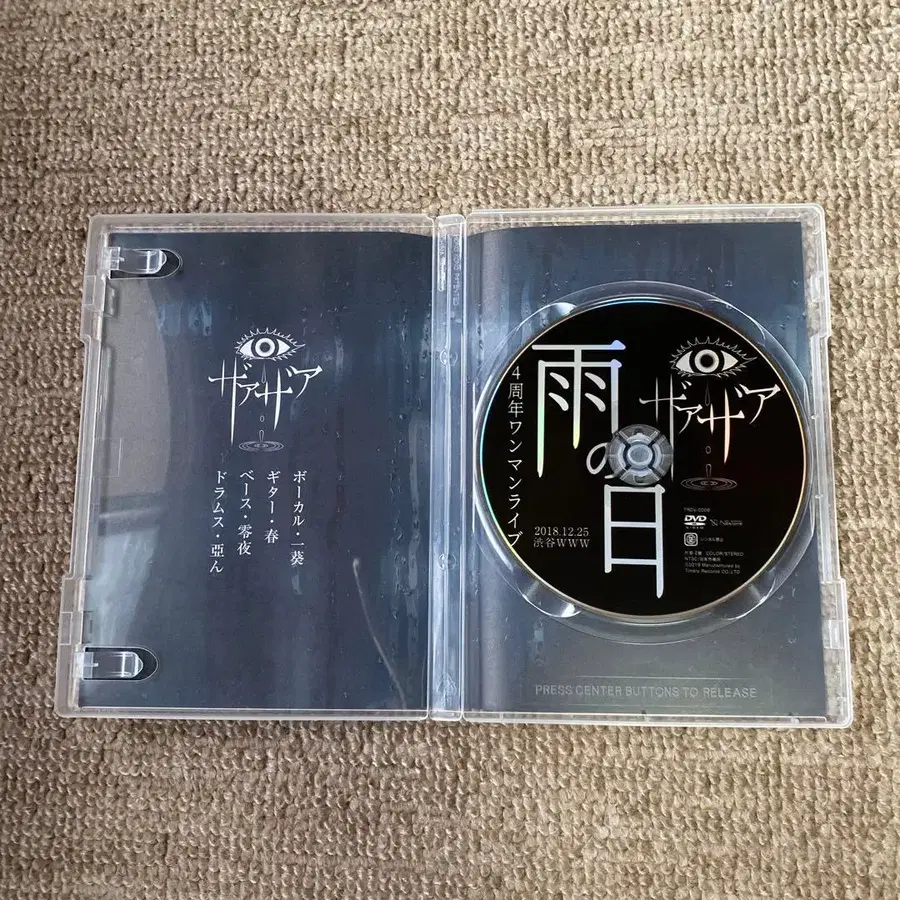 ザアザア
ボーカル・一葵
ギター・春
ベース・零夜
ドラムス・亞ん
ザアザア
雨の日
4周年ワンマンライブ
2018.12.25
渋谷WWW
DVD
COLOR/STEREO
PRESS CENTER BUTTONS TO RELEASE